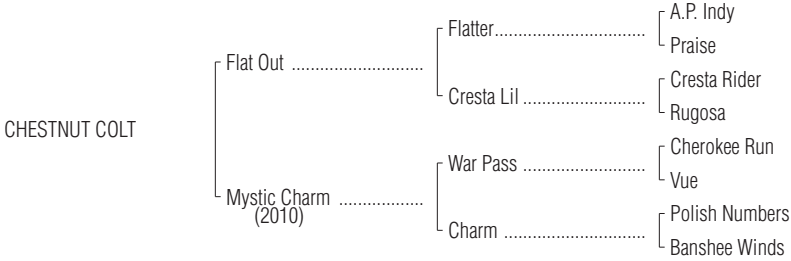 A.P. Indy
Flatter..................................
Praise
Flat Out ..............................
Cresta Rider
Cresta Lil ............................
Rugosa
CHESTNUT COLT
Cherokee Run
War Pass ............................
Vue
Mystic Charm ....................
(2010)
Polish Numbers
Charm ................................
Banshee Winds